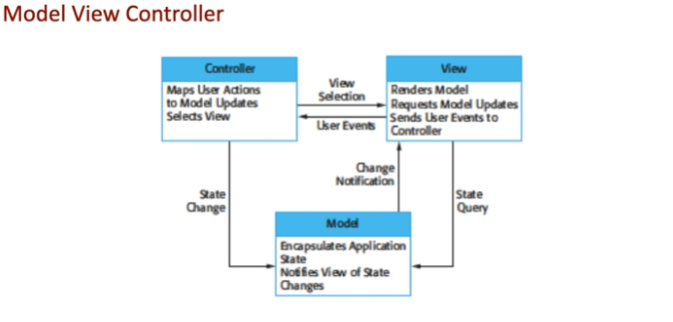 Model View Controller
Controller
Maps User Actions
to Model Updates
Selects View
View
Selection
User Events
View
Renders Model
Requests Model Updates
Sends User Events to
Controller
State
Change
Change
Notification
State
Query
Model
Encapsulates Application
State
Notifies View of State
Changes